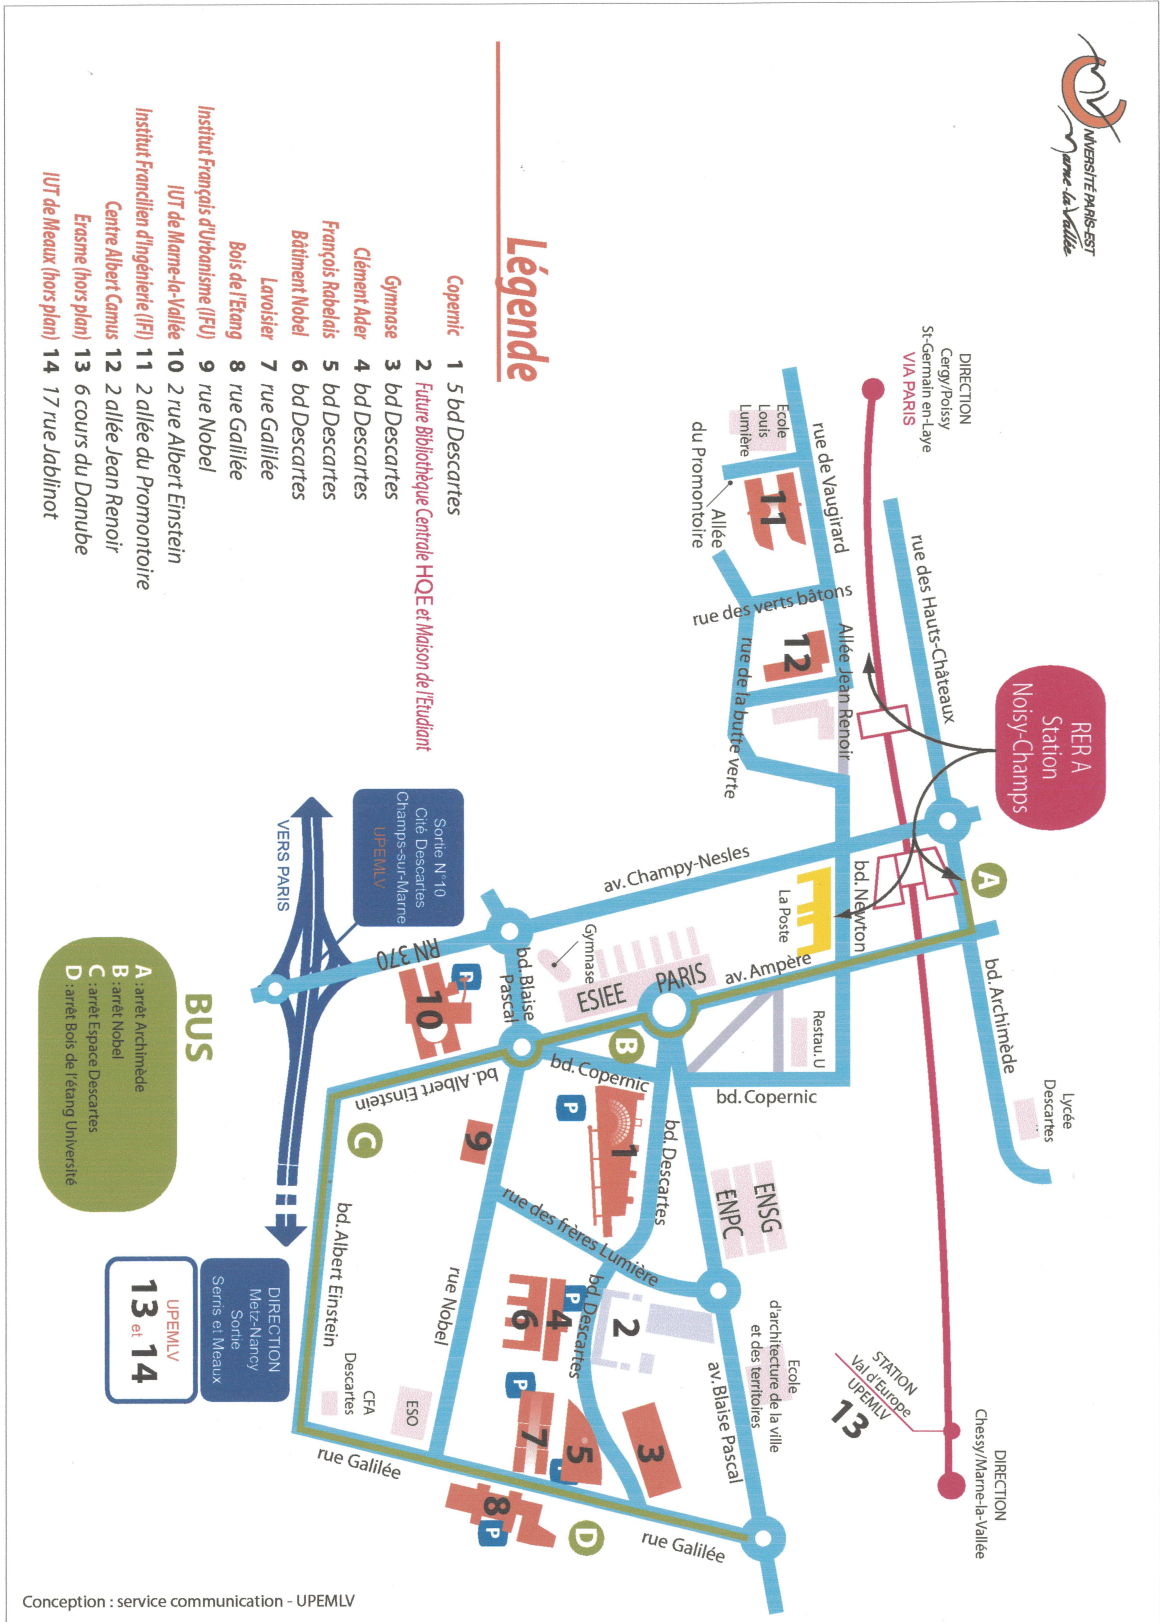 UNIVERSITÉ PARIS-EST
Marne-la-Vallée
DIRECTION
Cergy/Poissy
St-Germain en-Laye
VIA PARIS
RER A
Station
Noisy-Champs
rue des Hauts-Châteaux
A
bd. Archimède
Lycée
Descartes
STATION
Val d'Europe
UPEMLV
13
DIRECTION
Chessy/Marne-la-Vallée
rue de Vaugirard
Ecole
Louis
Lumière
11
Allée
du Promontoire
rue des verts bâtons
12
Allée Jean Renoir
rue de la butte verte
bd. Newton
La Poste
av. Champy-Nesles
av. Ampère
Restau. U
bd. Copernic
Gymnase
ESIEE
PARIS
B
bd. Copernic
bd. Descartes
P
1
ENSG
ENPC
Ecole
d'architecture de la ville
et des territoires
av. Blaise Pascal
rue des frères Lumière
bd. Descartes
2
P
4
6
3
5
P
P
7
8
P
D
rue Galilée
rue Galilée
RN 370
bd. Blaise
Pascal
P
10
bd. Albert Einstein
C
9
rue Nobel
bd. Albert Einstein
ESO
CFA
Descartes
Sortie N°10
Cité Descartes
Champs-sur-Marne
UPEMLV
VERS PARIS
DIRECTION
Metz-Nancy
Sortie
Serris et Meaux
UPEMLV
13 et 14
Légende
Copernic 1 5 bd Descartes
2 Future Bibliothèque Centrale HQE et Maison de l'Etudiant
Gymnase 3 bd Descartes
Clément Ader 4 bd Descartes
François Rabelais 5 bd Descartes
Bâtiment Nobel 6 bd Descartes
Lavoisier 7 rue Galilée
Bois de l'Etang 8 rue Galilée
Institut Français d'Urbanisme (IFU) 9 rue Nobel
IUT de Marne-la-Vallée 10 2 rue Albert Einstein
Institut Francilien d'Ingénierie (IFI) 11 2 allée du Promontoire
Centre Albert Camus 12 2 allée Jean Renoir
Erasme (hors plan) 13 6 cours du Danube
IUT de Meaux (hors plan) 14 17 rue Jablinot
BUS
A : arrêt Archimède
B : arrêt Nobel
C : arrêt Espace Descartes
D : arrêt Bois de l'étang Université
Conception : service communication - UPEMLV